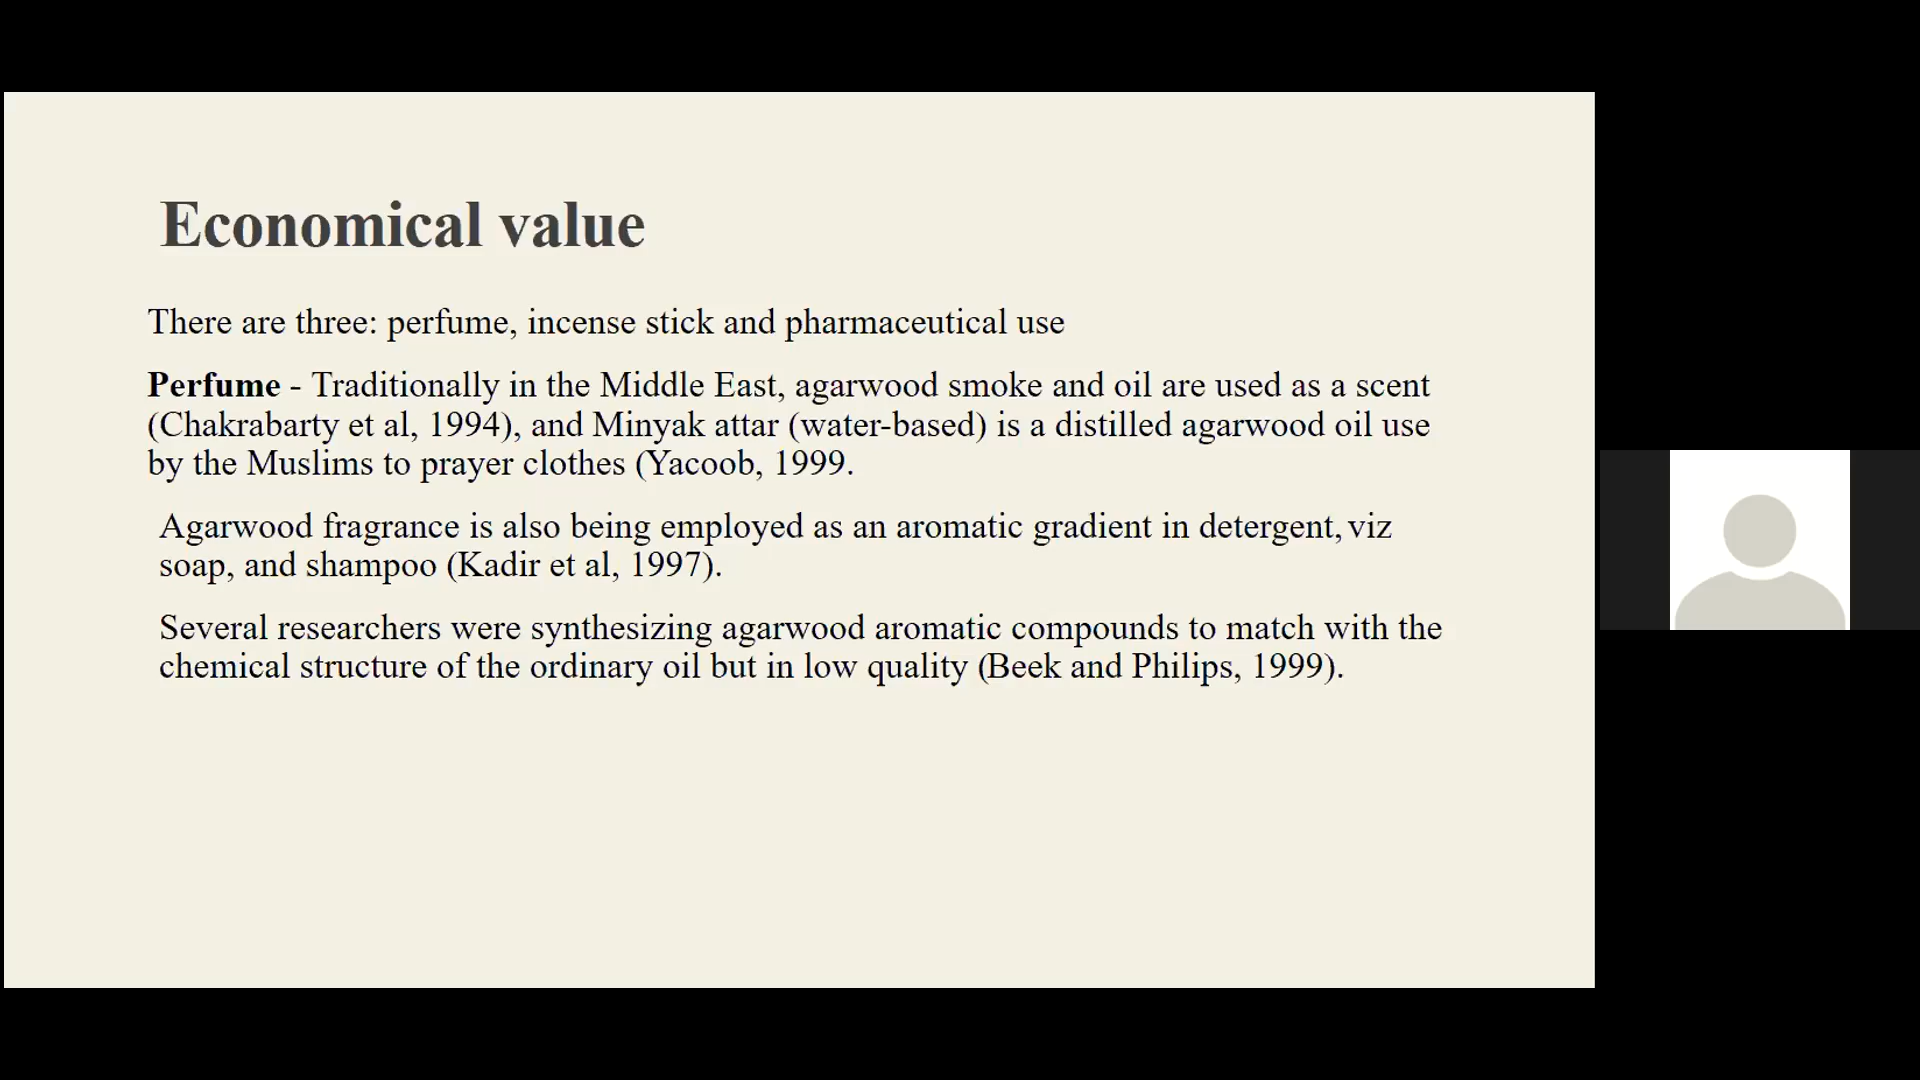 Economical value
There are three: perfume, incense stick and pharmaceutical use
Perfume - Traditionally in the Middle East, agarwood smoke and oil are used as a scent
(Chakrabarty et al, 1994), and Minyak attar (water-based) is a distilled agarwood oil use
by the Muslims to prayer clothes (Yacoob, 1999.
Agarwood fragrance is also being employed as an aromatic gradient in detergent, viz
soap, and shampoo (Kadir et al, 1997).
Several researchers were synthesizing agarwood aromatic compounds to match with the
chemical structure of the ordinary oil but in low quality (Beek and Philips, 1999).